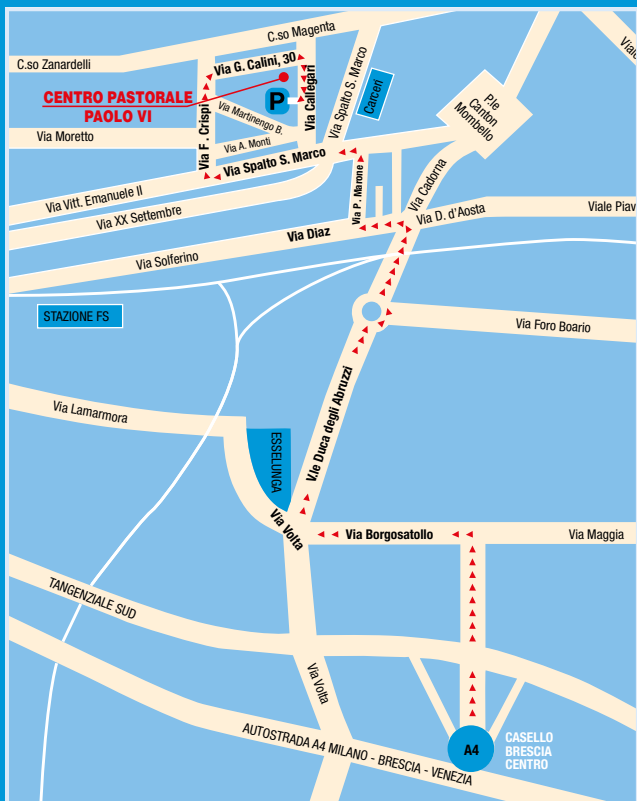 C.so Magenta
C.so Zanardelli
Via G. Calini, 30
Viale
CENTRO PASTORALE
PAOLO VI
P
Carceri
Via Spalto S. Marco
P.le
Canton
Mombello
Via F. Crispi
Via Martinengo B.
Via Callegari
Via Moretto
Via A. Monti
Via Spalto S. Marco
Via Vitt. Emanuele II
Via P. Marone
Via Cadorna
Via XX Settembre
Via D. d'Aosta
Viale Piav
Via Diaz
Via Solferino
STAZIONE FS
Via Foro Boario
V.le Duca degli Abruzzi
Via Lamarmora
ESSELUNGA
Via Volta
Via Borgosatollo
Via Maggia
TANGENZIALE SUD
Via Volta
AUTOSTRADA A4 MILANO - BRESCIA - VENEZIA
A4
CASELLO
BRESCIA
CENTRO